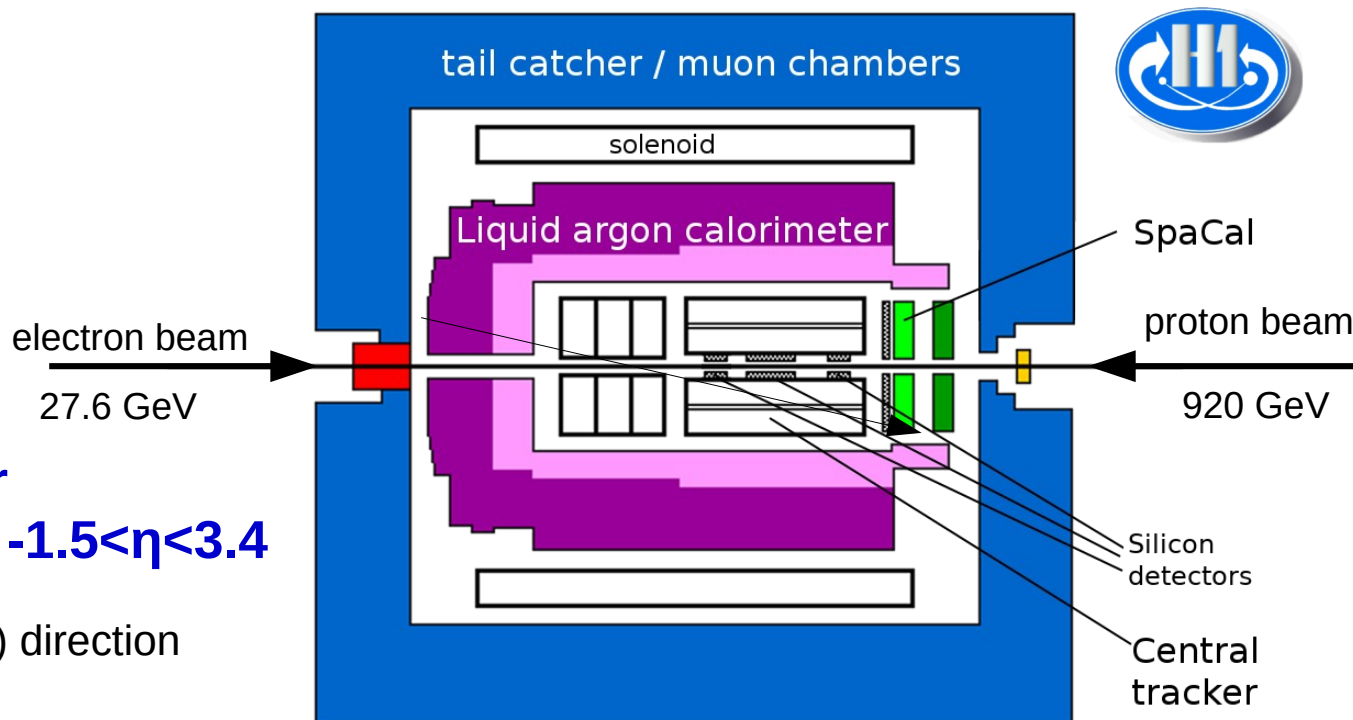 H1
tail catcher / muon chambers
solenoid
Liquid argon calorimeter
SpaCal
electron beam
27.6 GeV
proton beam
920 GeV
-1.5<η<3.4
) direction
Silicon
detectors
Central
tracker